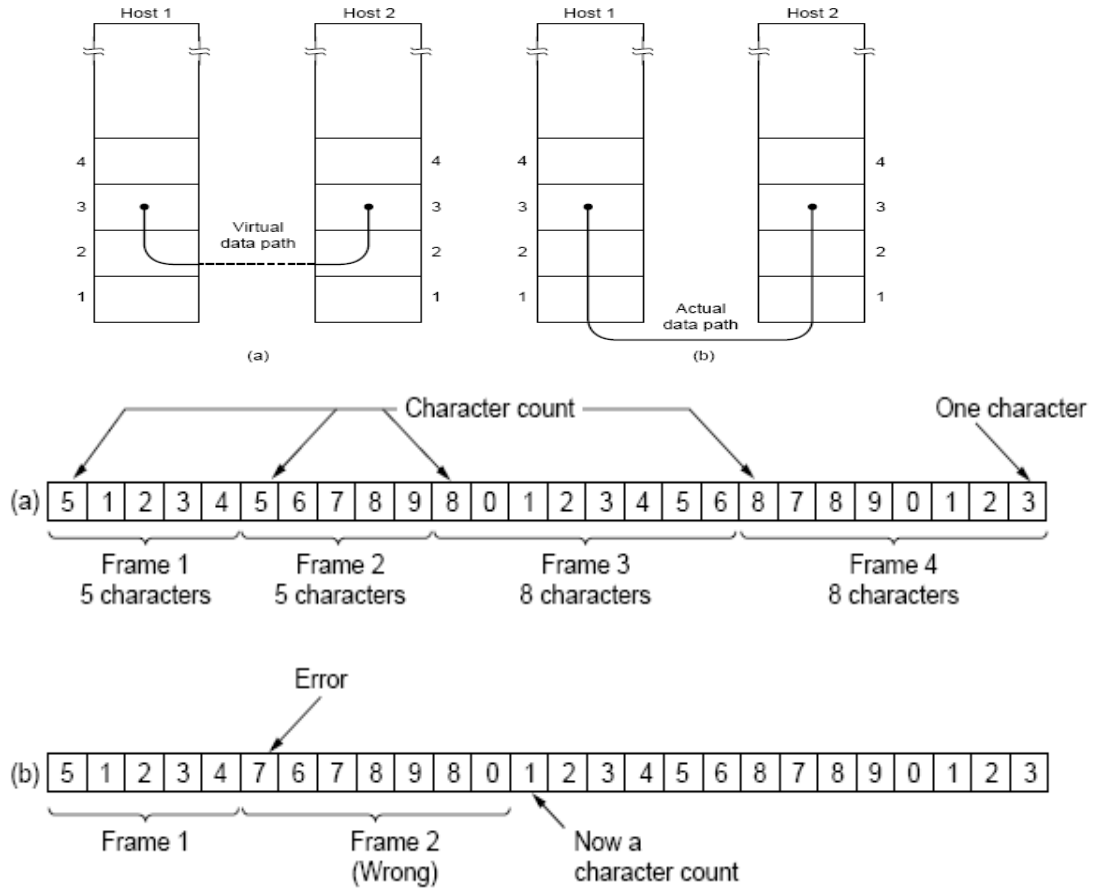 Host 1
Host 2
Host 1
Host 2
4
4
4
4
3
3
3
3
Virtual
data path
2
2
2
2
1
1
1
1
Actual
data path
(a)
(b)
Character count
One character
(a) 5 1 2 3 4 5 6 7 8 9 8 0 1 2 3 4 5 6 8 7 8 9 0 1 2 3
Frame 1
5 characters
Frame 2
5 characters
Frame 3
8 characters
Frame 4
8 characters
Error
(b) 5 1 2 3 4 7 6 7 8 9 8 0 1 2 3 4 5 6 8 7 8 9 0 1 2 3
Frame 1
Frame 2
(Wrong)
Now a
character count